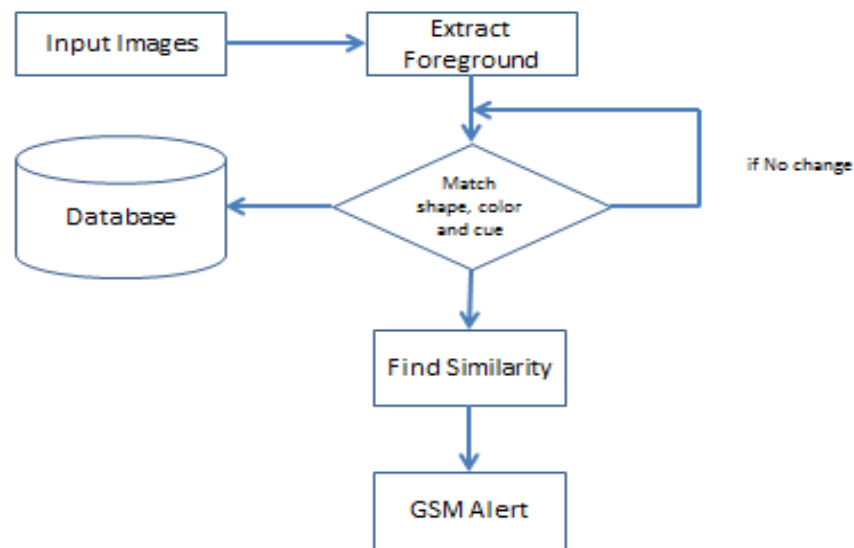 Input Images
Extract
Foreground
if No change
Match
shape, color
and cue
Database
Find Similarity
GSM Alert